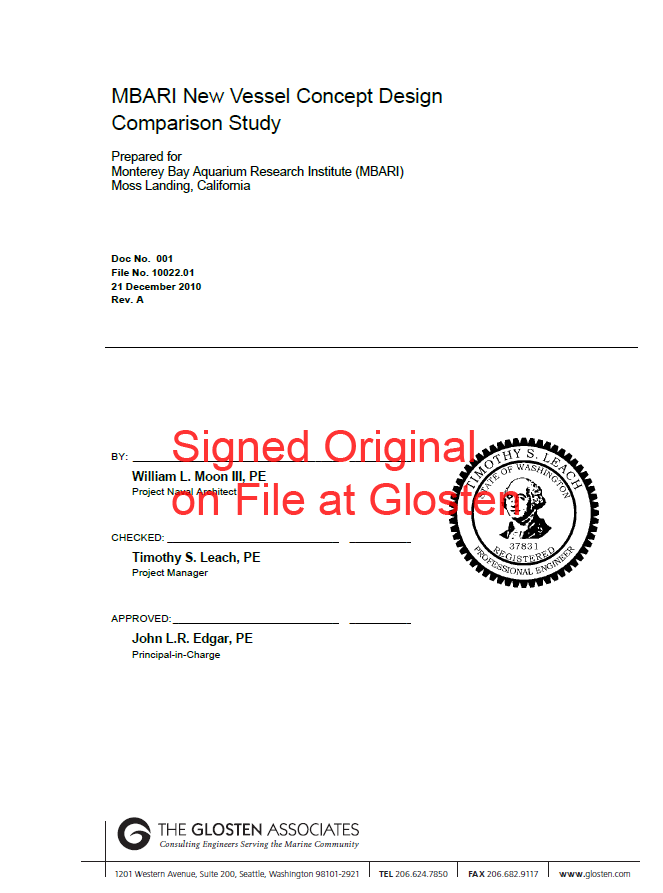 MBARI New Vessel Concept Design
Comparison Study
Prepared for
Monterey Bay Aquarium Research Institute (MBARI)
Moss Landing, California
Doc No.  001
File No. 10022.01
21 December 2010
Rev. A
Signed Original
on File at Glosten
BY:
William L. Moon III, PE
Project Naval Architect
CHECKED:
Timothy S. Leach, PE
Project Manager
APPROVED:
John L.R. Edgar, PE
Principal-in-Charge
TIMOTHY S. LEACH
STATE OF WASHINGTON
37831
REGISTERED
PROFESSIONAL ENGINEER
THE GLOSTEN ASSOCIATES
Consulting Engineers Serving the Marine Community
1201 Western Avenue, Suite 200, Seattle, Washington 98101-2921 TEL 206.624.7850 FAX 206.682.9117 www.glosten.com